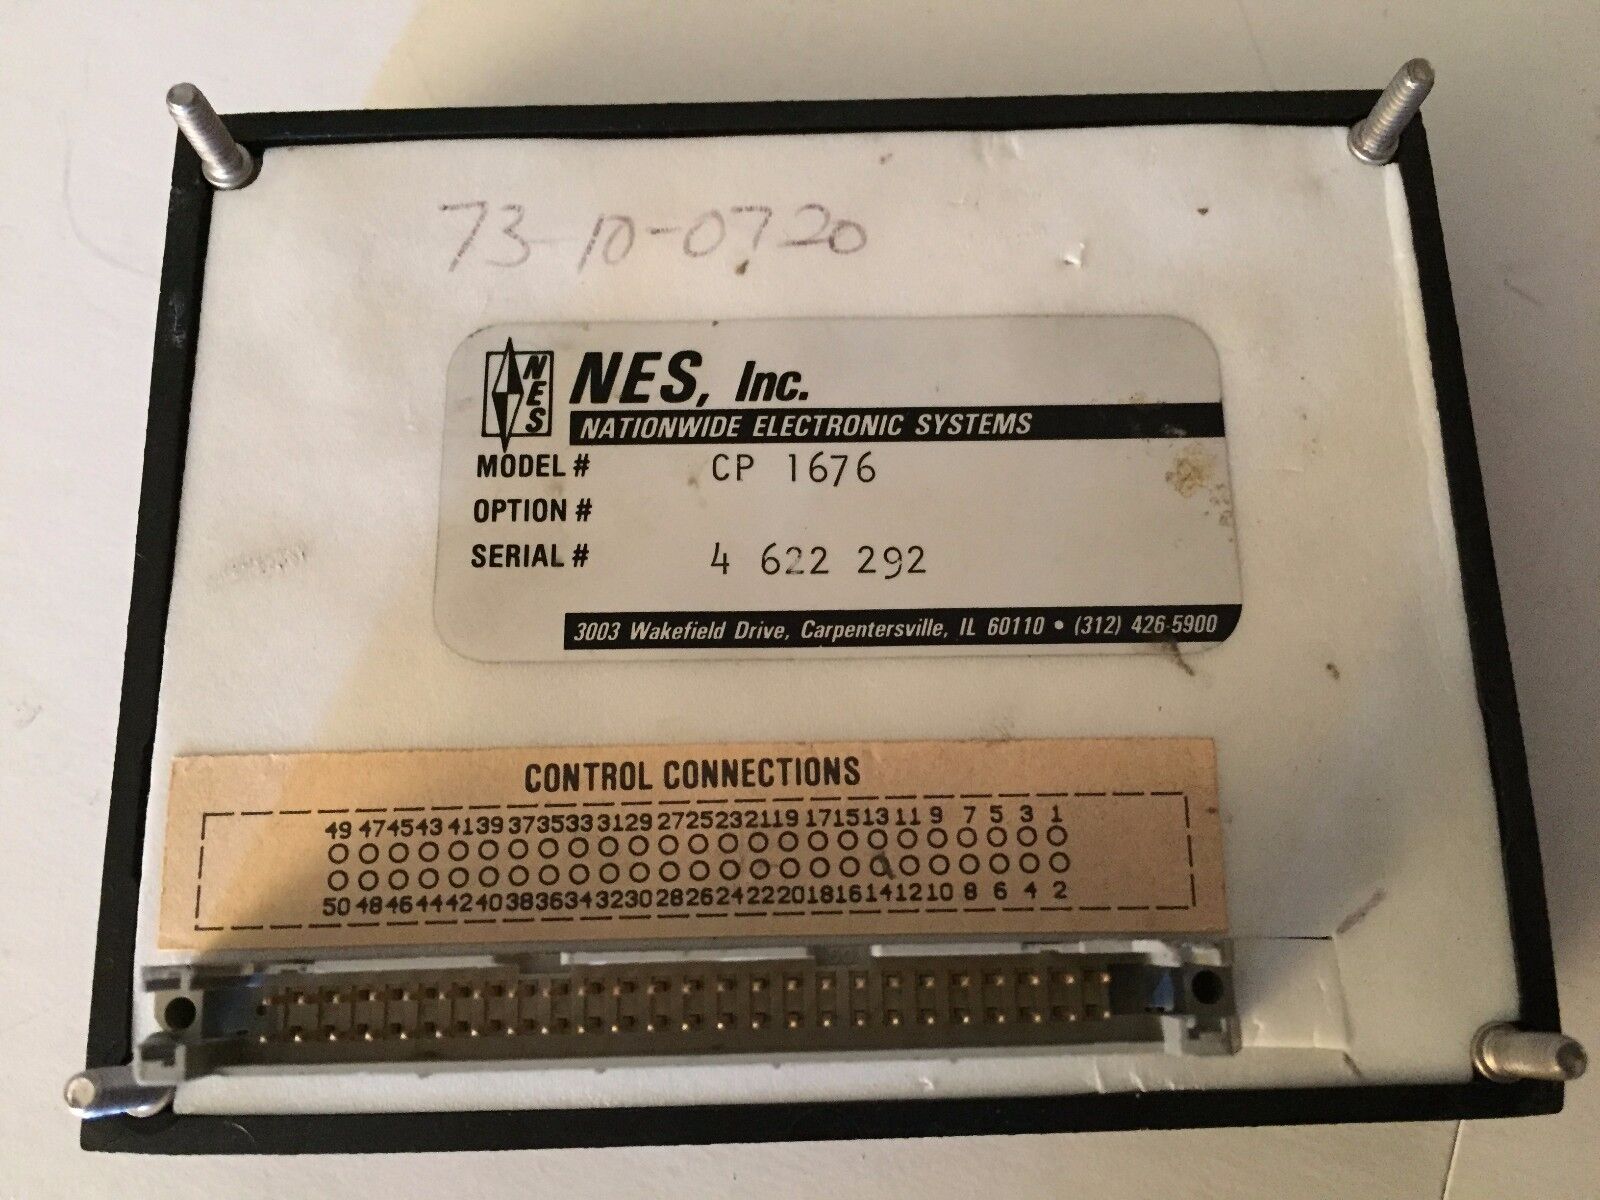 73-10-0720
NES
NES, Inc.
NATIONWIDE ELECTRONIC SYSTEMS
MODEL # CP 1676
OPTION #
SERIAL # 4 622 292
3003 Wakefield Drive, Carpentersville, IL 60110 • (312) 426-5900
CONTROL CONNECTIONS
49 47 45 43 41 39 37 35 33 31 29 27 25 23 21 19 17 15 13 11 9 7 5 3 1
50 48 46 44 42 40 38 36 34 32 30 28 26 24 22 20 18 16 14 12 10 8 6 4 2